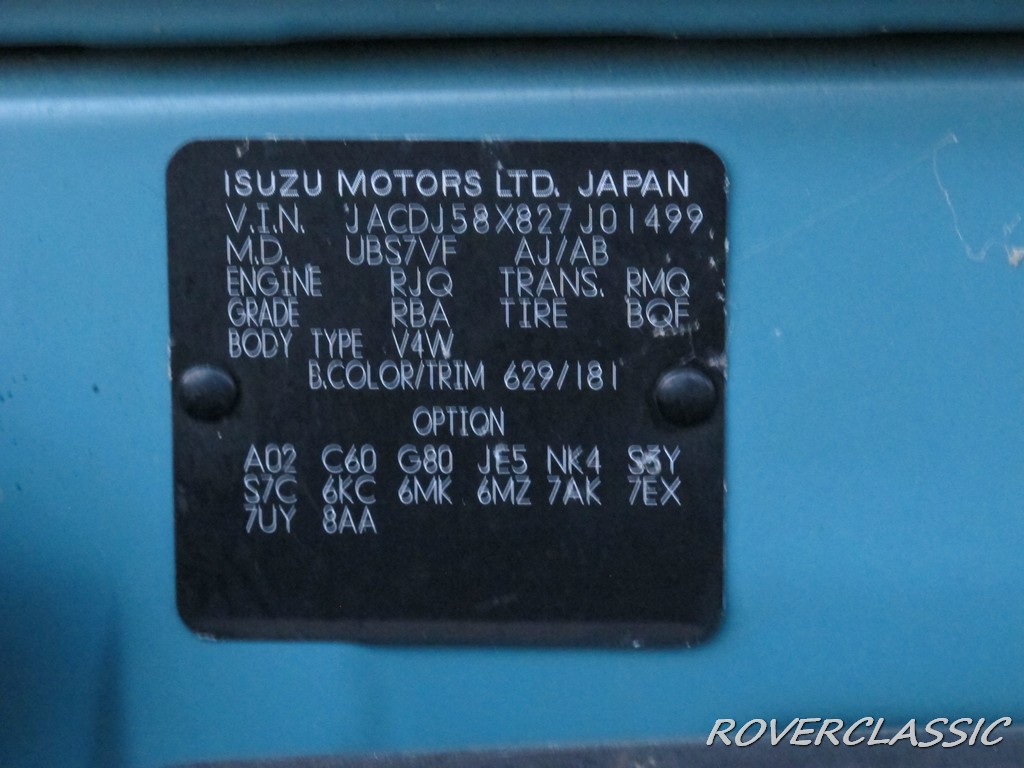 ISUZU MOTORS LTD. JAPAN
V.I.N. JACDJ58X827J01499
M.D. UBS7VF AJ/AB
ENGINE RJQ TRANS. RMQ
GRADE RBA TIRE BQF
BODY TYPE V4W
B.COLOR/TRIM 629/181
OPTION
A02 C60 G80 JE5 NK4 S3Y
S7C 6KC 6MK 6MZ 7AK 7EX
7UY 8AA
ROVERCLASSIC